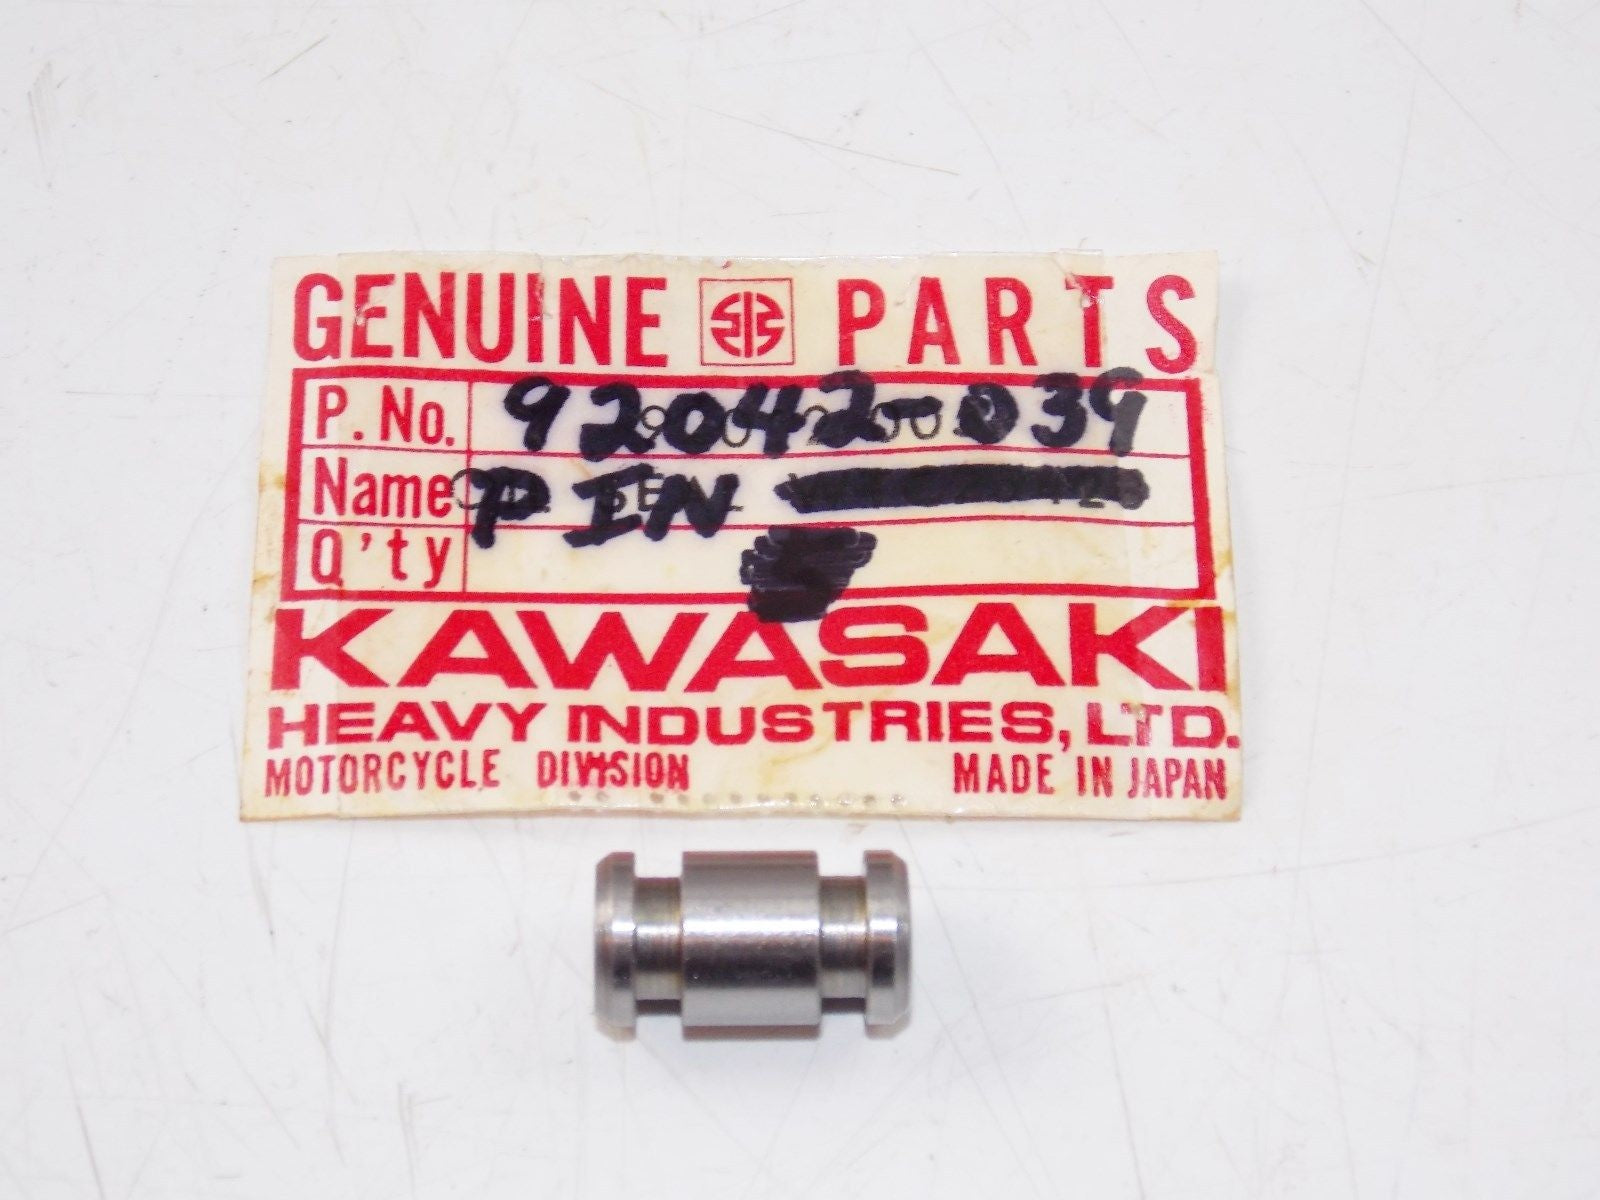 GENUINE PARTS
P. No. 92042-039
Name PIN
Q'ty
KAWASAKI
HEAVY INDUSTRIES, LTD.
MOTORCYCLE DIVISION MADE IN JAPAN